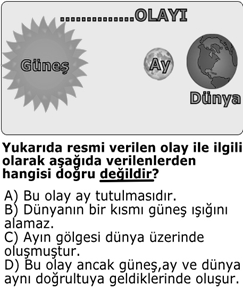 ..............OLAYI
Güneş
Ay
Dünya
Yukarıda resmi verilen olay ile ilgili
olarak aşağıda verilenlerden
hangisi doğru değildir?
A) Bu olay ay tutulmasıdır.
B) Dünyanın bir kısmı güneş ışığını
alamaz.
C) Ayın gölgesi dünya üzerinde
oluşmuştur.
D) Bu olay ancak güneş,ay ve dünya
aynı doğrultuya geldiklerinde oluşur.